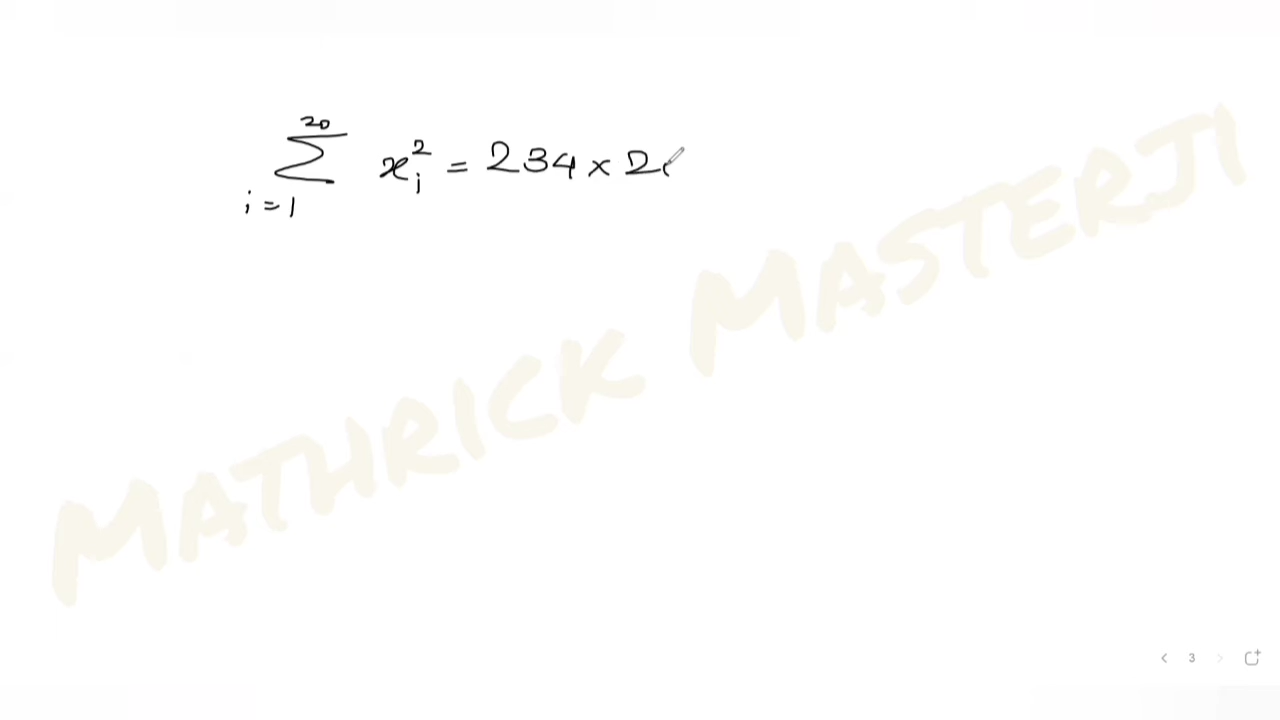 20
∑ x_i^2 = 234 × 2
i = 1
MATHRICK MASTERJI
3